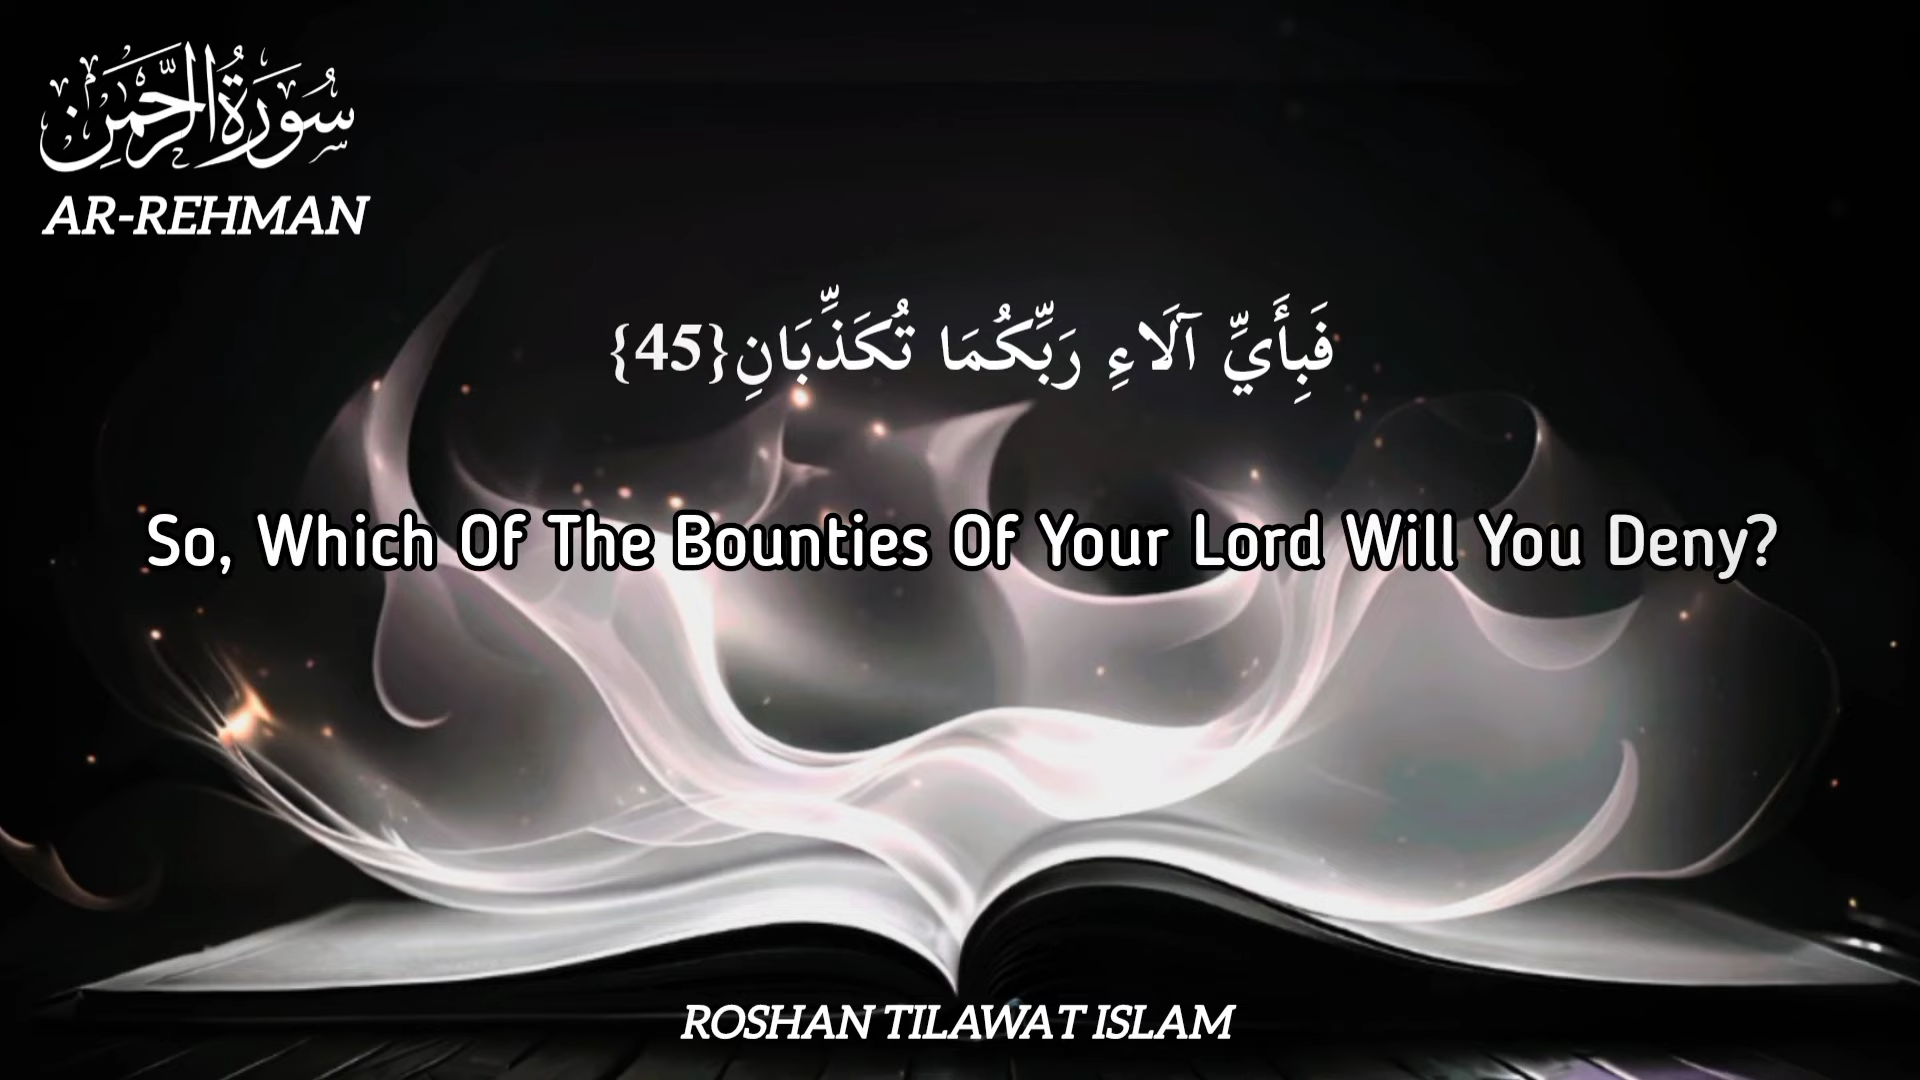 سُورَةُ الرَّحْمٰن
AR-REHMAN
فَبِأَيِّ آلَاءِ رَبِّكُمَا تُكَذِّبَانِ{45}
So, Which Of The Bounties Of Your Lord Will You Deny?
ROSHAN TILAWAT ISLAM